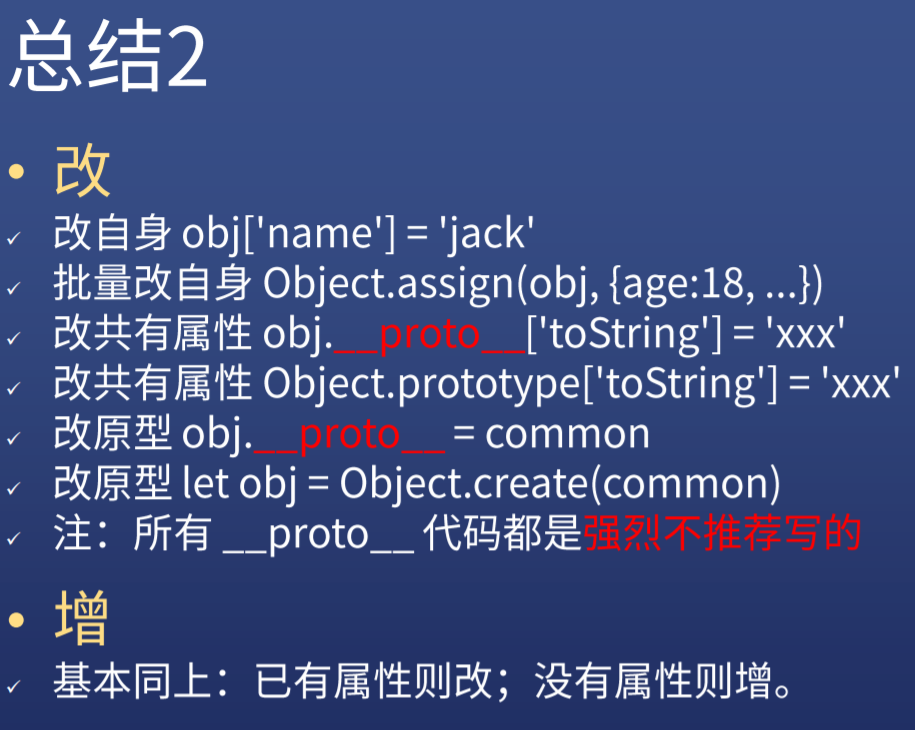 总结2
• 改
✓ 改自身 obj['name'] = 'jack'
✓ 批量改自身 Object.assign(obj, {age:18, ...})
✓ 改共有属性 obj.__proto__['toString'] = 'xxx'
✓ 改共有属性 Object.prototype['toString'] = 'xxx'
✓ 改原型 obj.__proto__ = common
✓ 改原型 let obj = Object.create(common)
✓ 注：所有 __proto__ 代码都是强烈不推荐写的
• 增
✓ 基本同上：已有属性则改；没有属性则增。